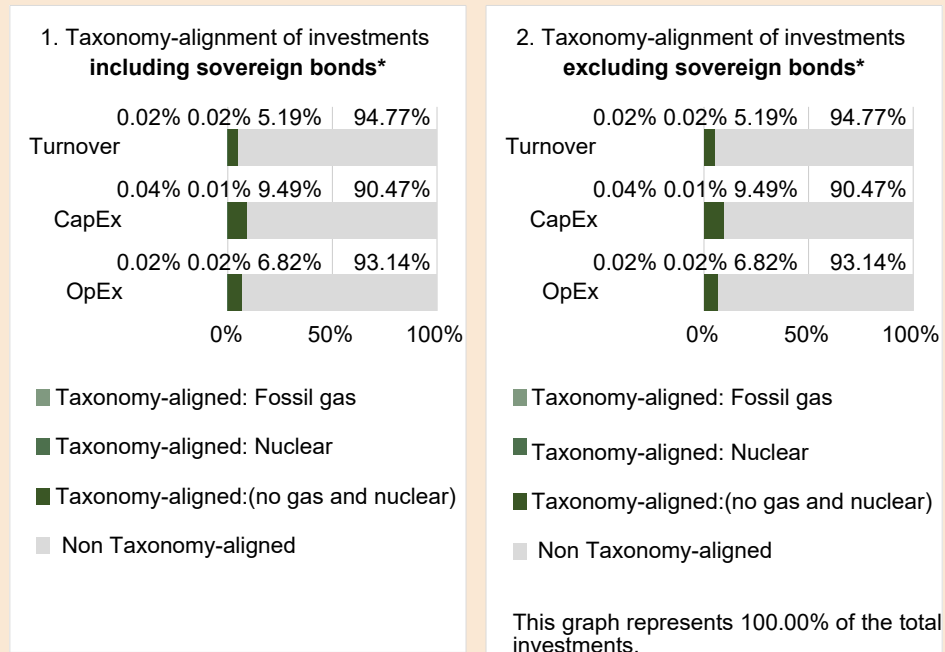 1. Taxonomy-alignment of investments
including sovereign bonds*
0.02% 0.02% 5.19% 94.77%
Turnover
0.04% 0.01% 9.49% 90.47%
CapEx
0.02% 0.02% 6.82% 93.14%
OpEx
0% 50% 100%
Taxonomy-aligned: Fossil gas
Taxonomy-aligned: Nuclear
Taxonomy-aligned:(no gas and nuclear)
Non Taxonomy-aligned
2. Taxonomy-alignment of investments
excluding sovereign bonds*
0.02% 0.02% 5.19% 94.77%
Turnover
0.04% 0.01% 9.49% 90.47%
CapEx
0.02% 0.02% 6.82% 93.14%
OpEx
0% 50% 100%
Taxonomy-aligned: Fossil gas
Taxonomy-aligned: Nuclear
Taxonomy-aligned:(no gas and nuclear)
Non Taxonomy-aligned
This graph represents 100.00% of the total
investments.